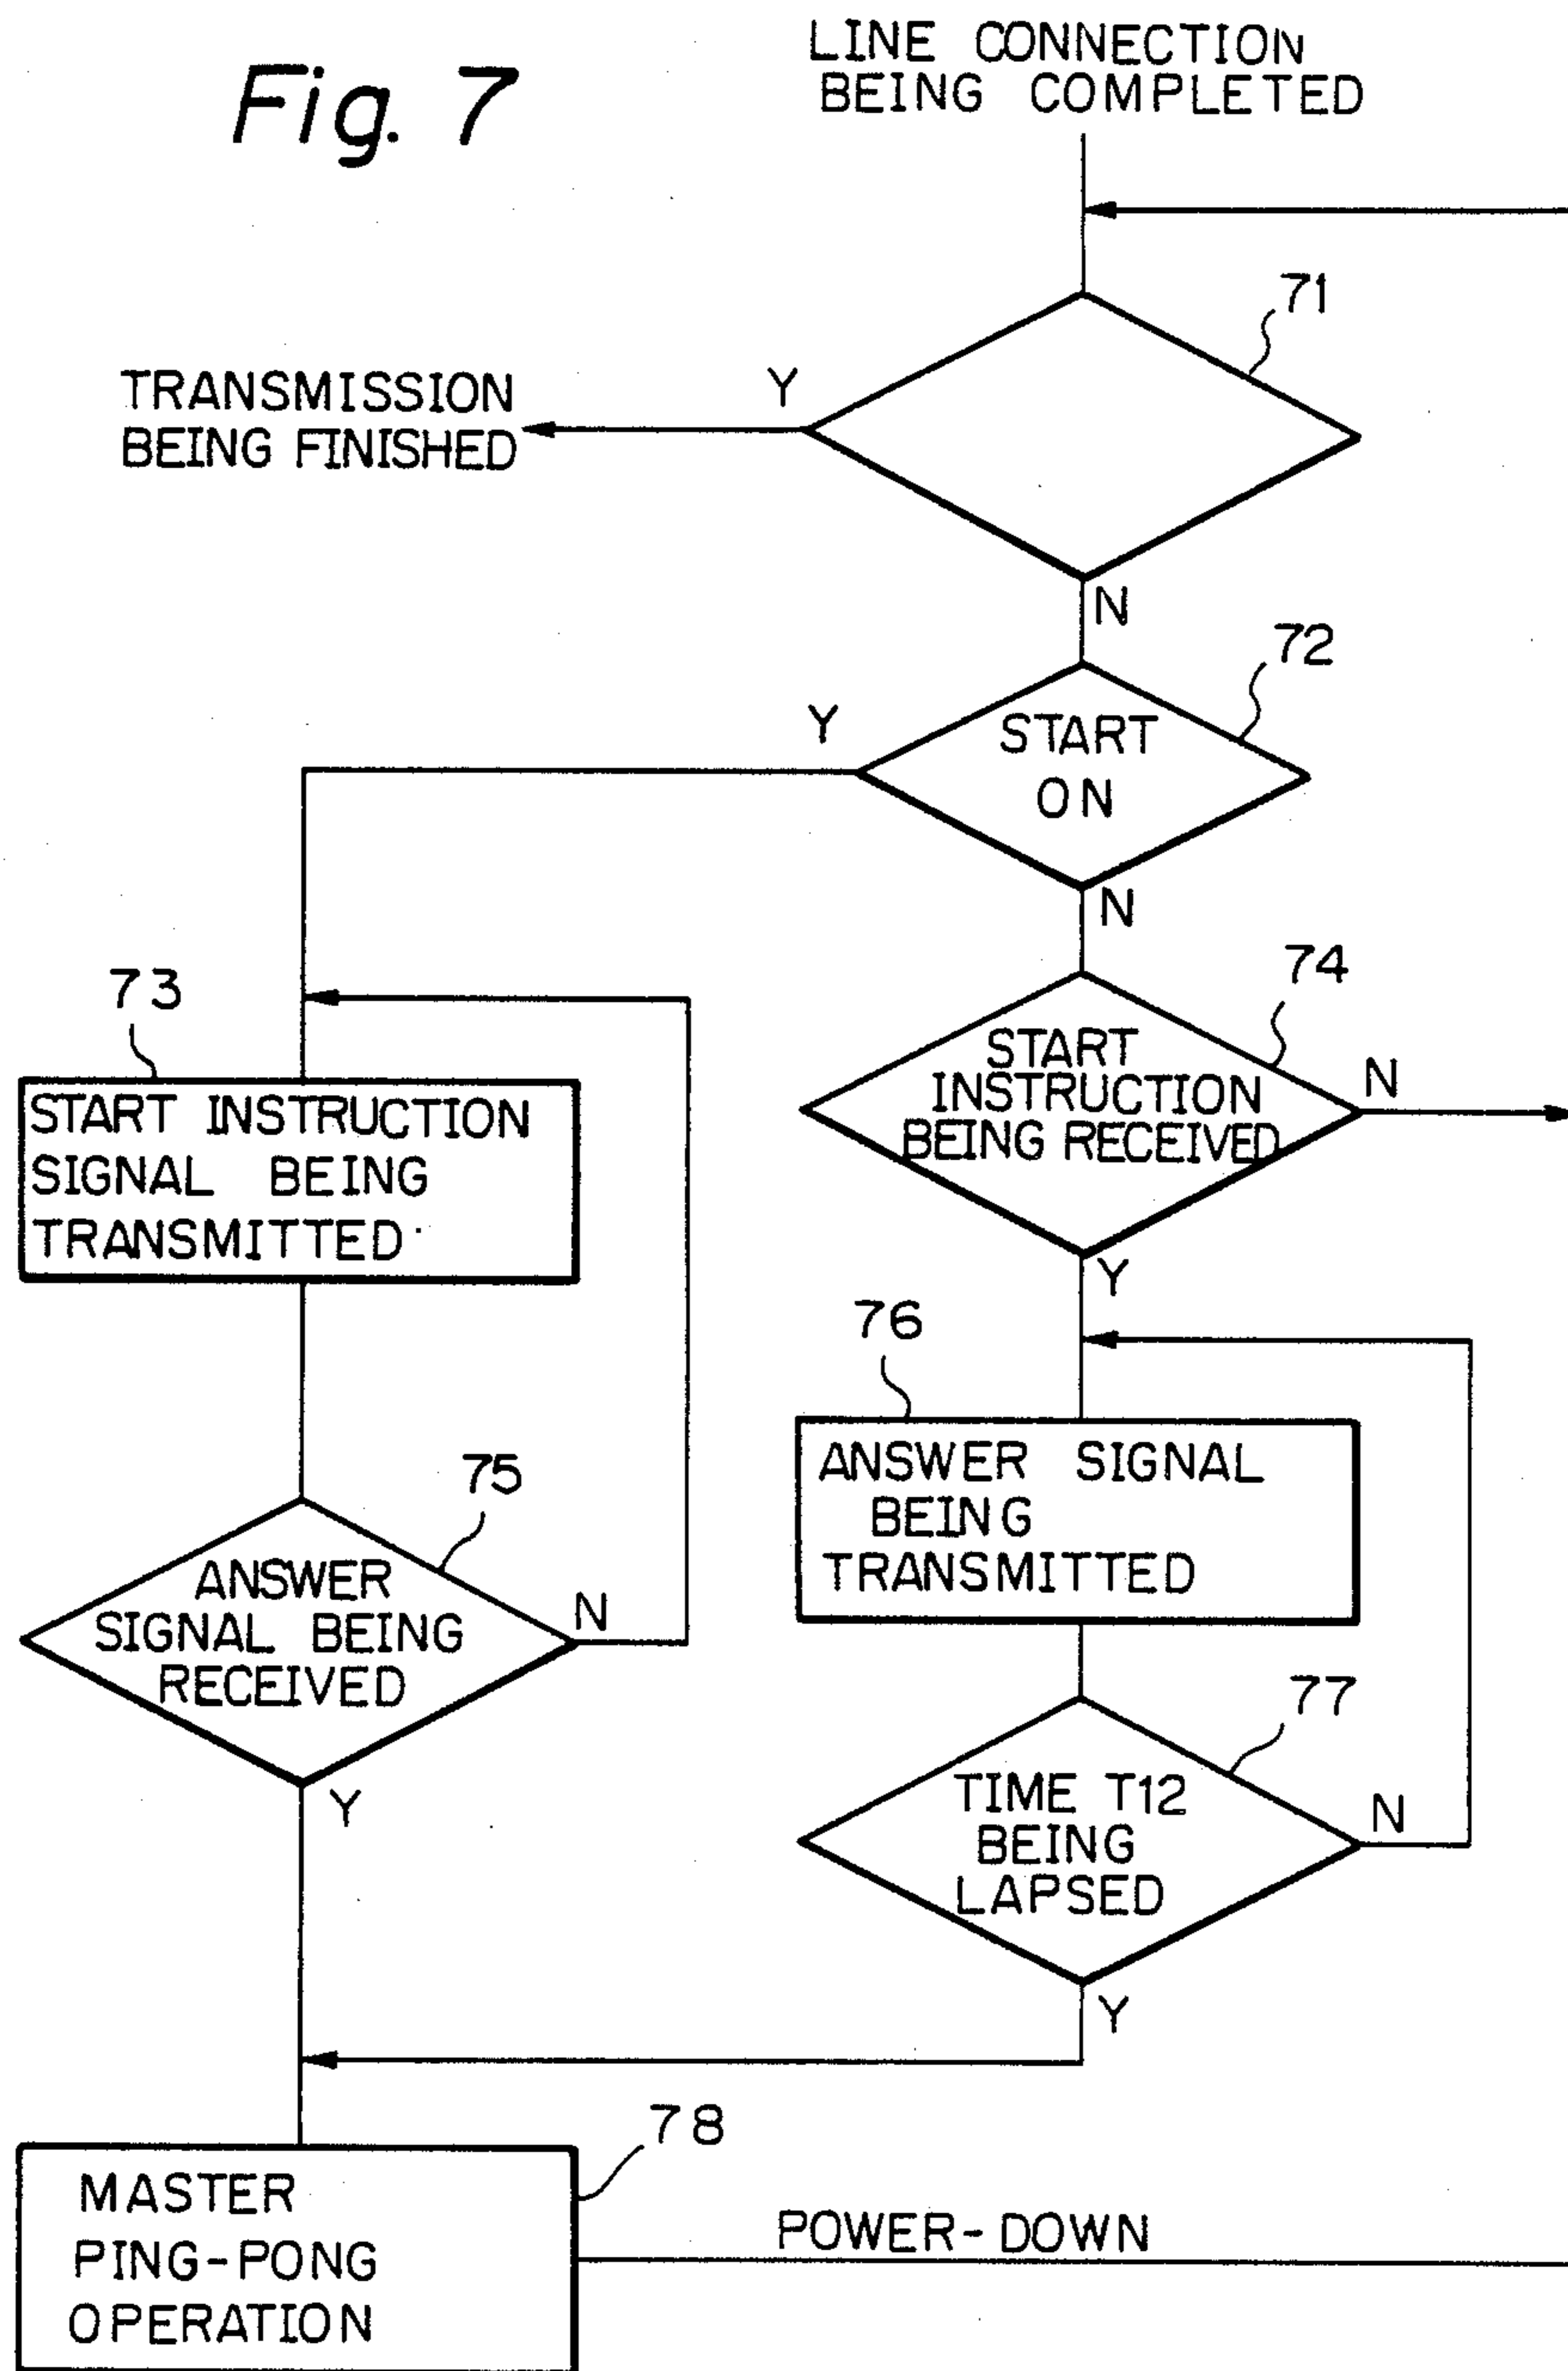 Fig. 7
LINE CONNECTION
BEING COMPLETED
71
Y
TRANSMISSION
BEING FINISHED
N
72
Y
START
ON
N
73
74
START INSTRUCTION
SIGNAL BEING
TRANSMITTED
START
INSTRUCTION
BEING RECEIVED
N
Y
76
ANSWER SIGNAL
BEING
TRANSMITTED
75
ANSWER
SIGNAL BEING
RECEIVED
N
Y
77
TIME T12
BEING
LAPSED
N
Y
78
MASTER
PING-PONG
OPERATION
POWER-DOWN